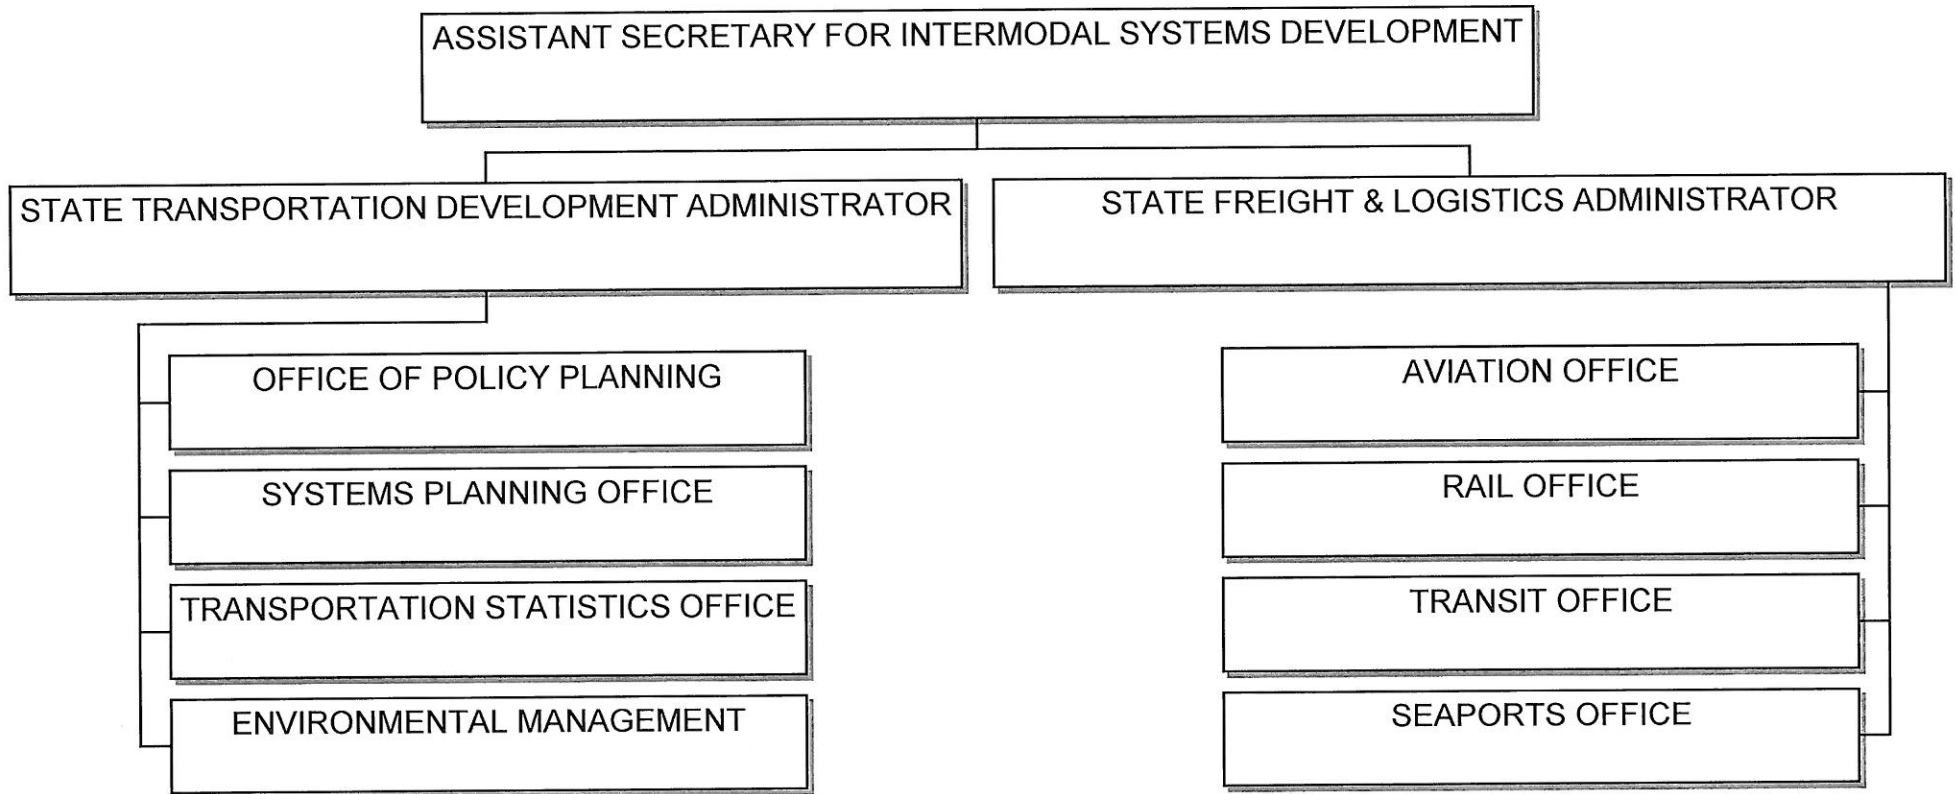 ASSISTANT SECRETARY FOR INTERMODAL SYSTEMS DEVELOPMENT
STATE TRANSPORTATION DEVELOPMENT ADMINISTRATOR
STATE FREIGHT & LOGISTICS ADMINISTRATOR
OFFICE OF POLICY PLANNING
SYSTEMS PLANNING OFFICE
TRANSPORTATION STATISTICS OFFICE
ENVIRONMENTAL MANAGEMENT
AVIATION OFFICE
RAIL OFFICE
TRANSIT OFFICE
SEAPORTS OFFICE